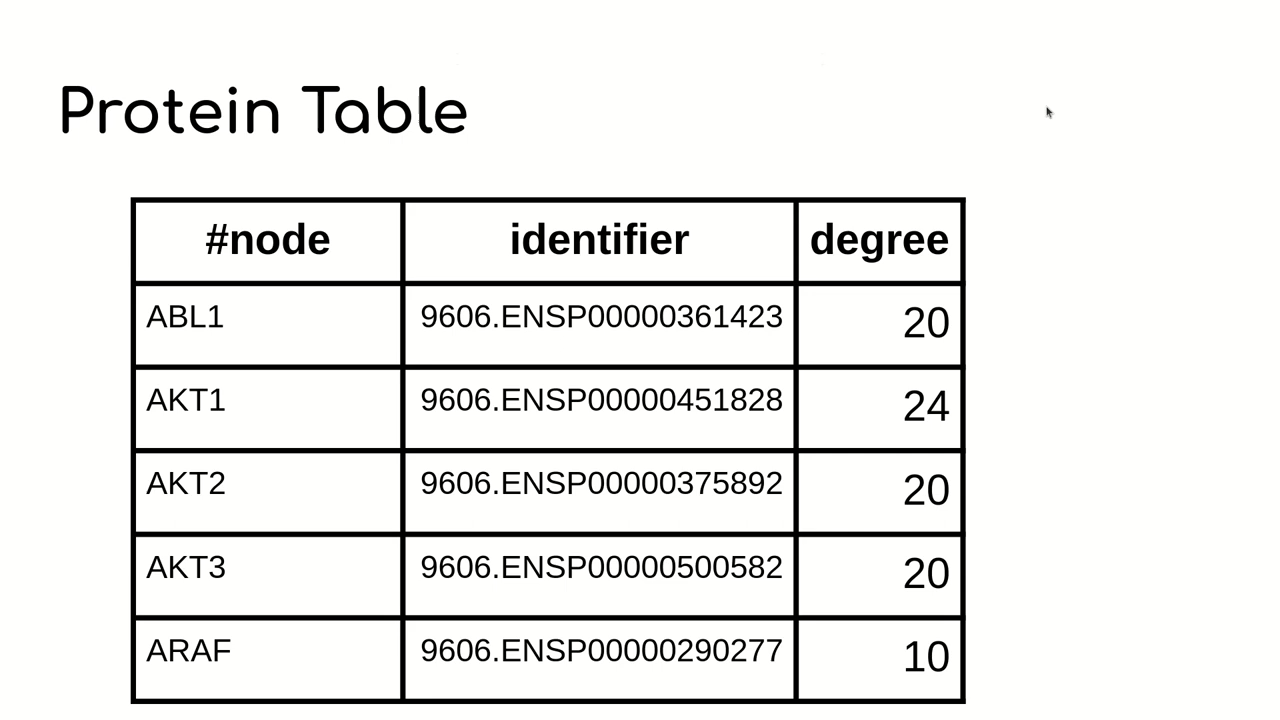 Protein Table
#node identifier degree
ABL1 9606.ENSP00000361423 20
AKT1 9606.ENSP00000451828 24
AKT2 9606.ENSP00000375892 20
AKT3 9606.ENSP00000500582 20
ARAF 9606.ENSP00000290277 10